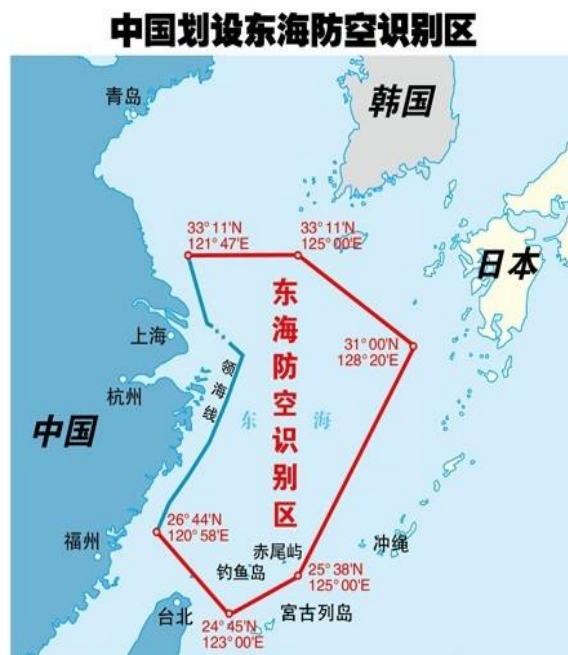 中国划设东海防空识别区
青岛
韩国
33°11'N
121°47'E
33°11'N
125°00'E
日本
东海防空识别区
上海
31°00'N
128°20'E
领海线
杭州
东海
中国
26°44'N
120°58'E
福州
赤尾屿
冲绳
钓鱼岛
25°38'N
125°00'E
台北
24°45'N
123°00'E
宫古列岛